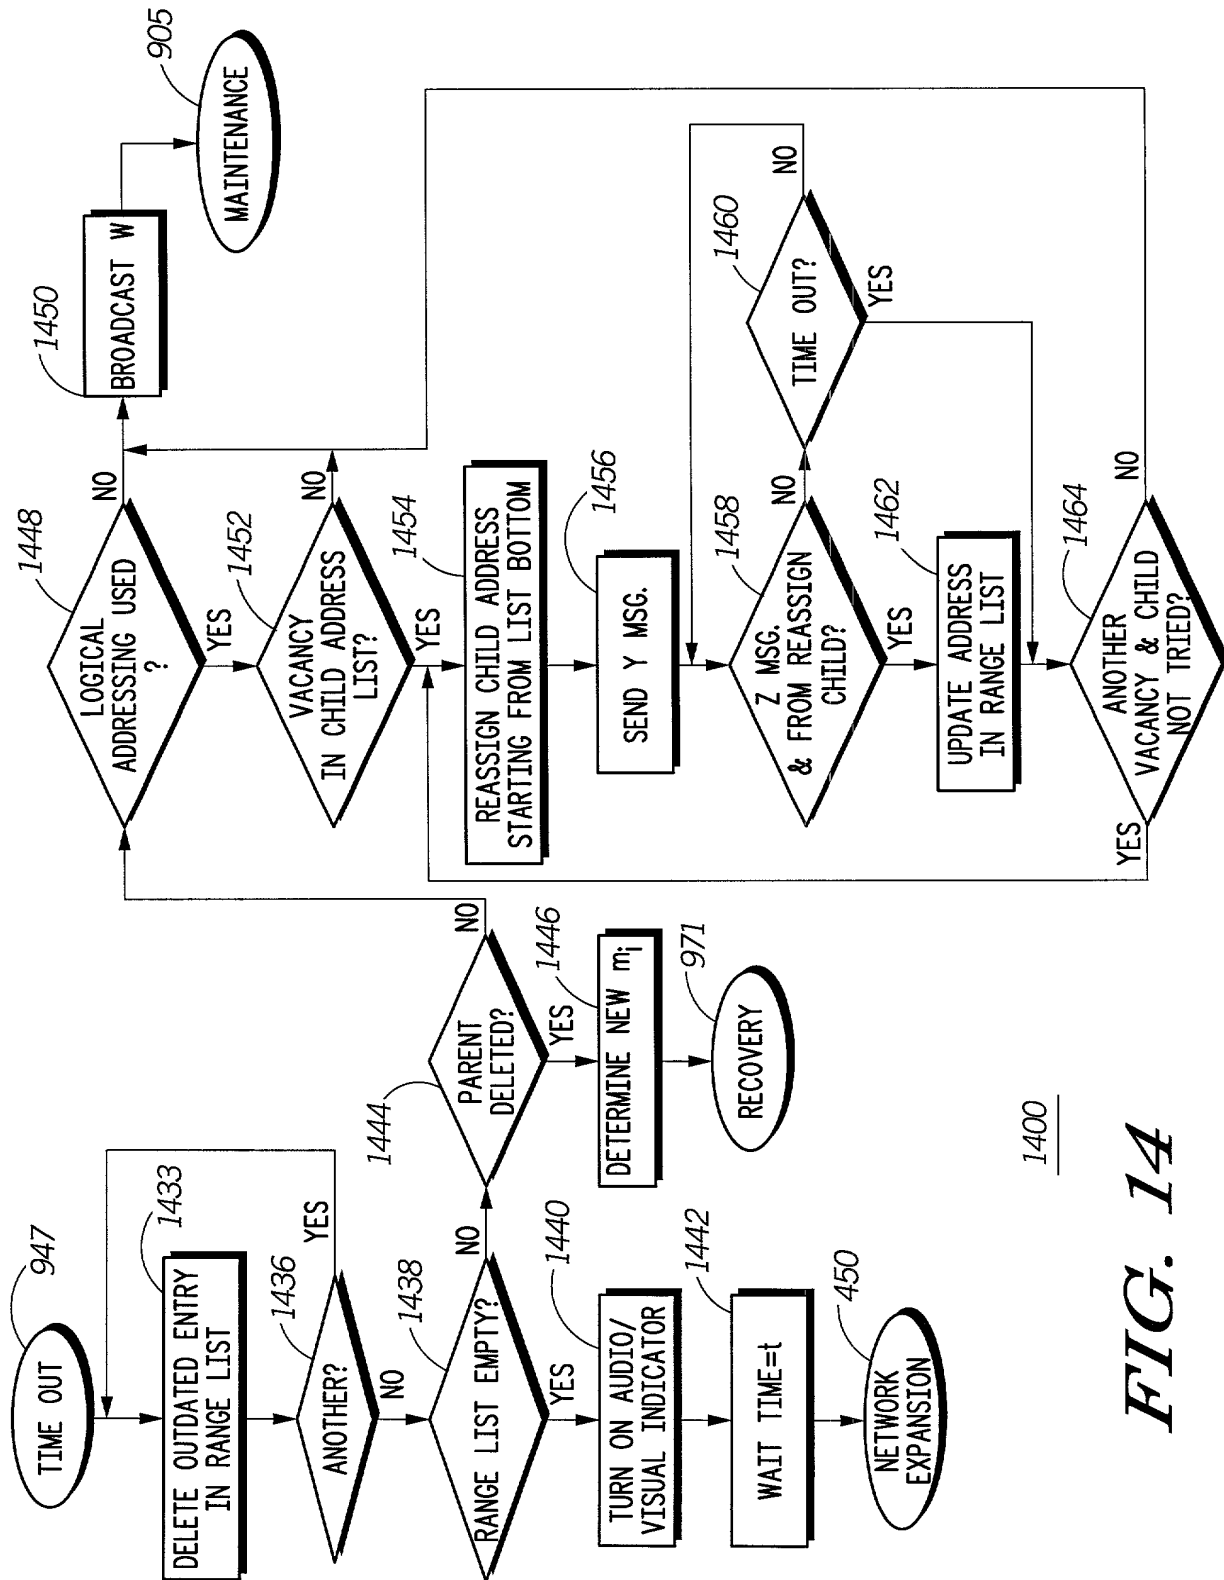 947
TIME OUT
1433
DELETE OUTDATED ENTRY
IN RANGE LIST
1436
ANOTHER?
YES
NO
1438
RANGE LIST EMPTY?
NO
YES
1440
TURN ON AUDIO/
VISUAL INDICATOR
1442
WAIT TIME=t
450
NETWORK
EXPANSION
1444
PARENT
DELETED?
NO
YES
1446
DETERMINE NEW mi
971
RECOVERY
1448
LOGICAL
ADDRESSING USED
?
NO
YES
1450
BROADCAST W
905
MAINTENANCE
1452
VACANCY
IN CHILD ADDRESS
LIST?
NO
YES
1454
REASSIGN CHILD ADDRESS
STARTING FROM LIST BOTTOM
1456
SEND Y MSG.
1458
Z MSG.
& FROM REASSIGN
CHILD?
NO
YES
1460
TIME OUT?
NO
YES
1462
UPDATE ADDRESS
IN RANGE LIST
1464
ANOTHER
VACANCY & CHILD
NOT TRIED?
NO
YES
1400
FIG. 14